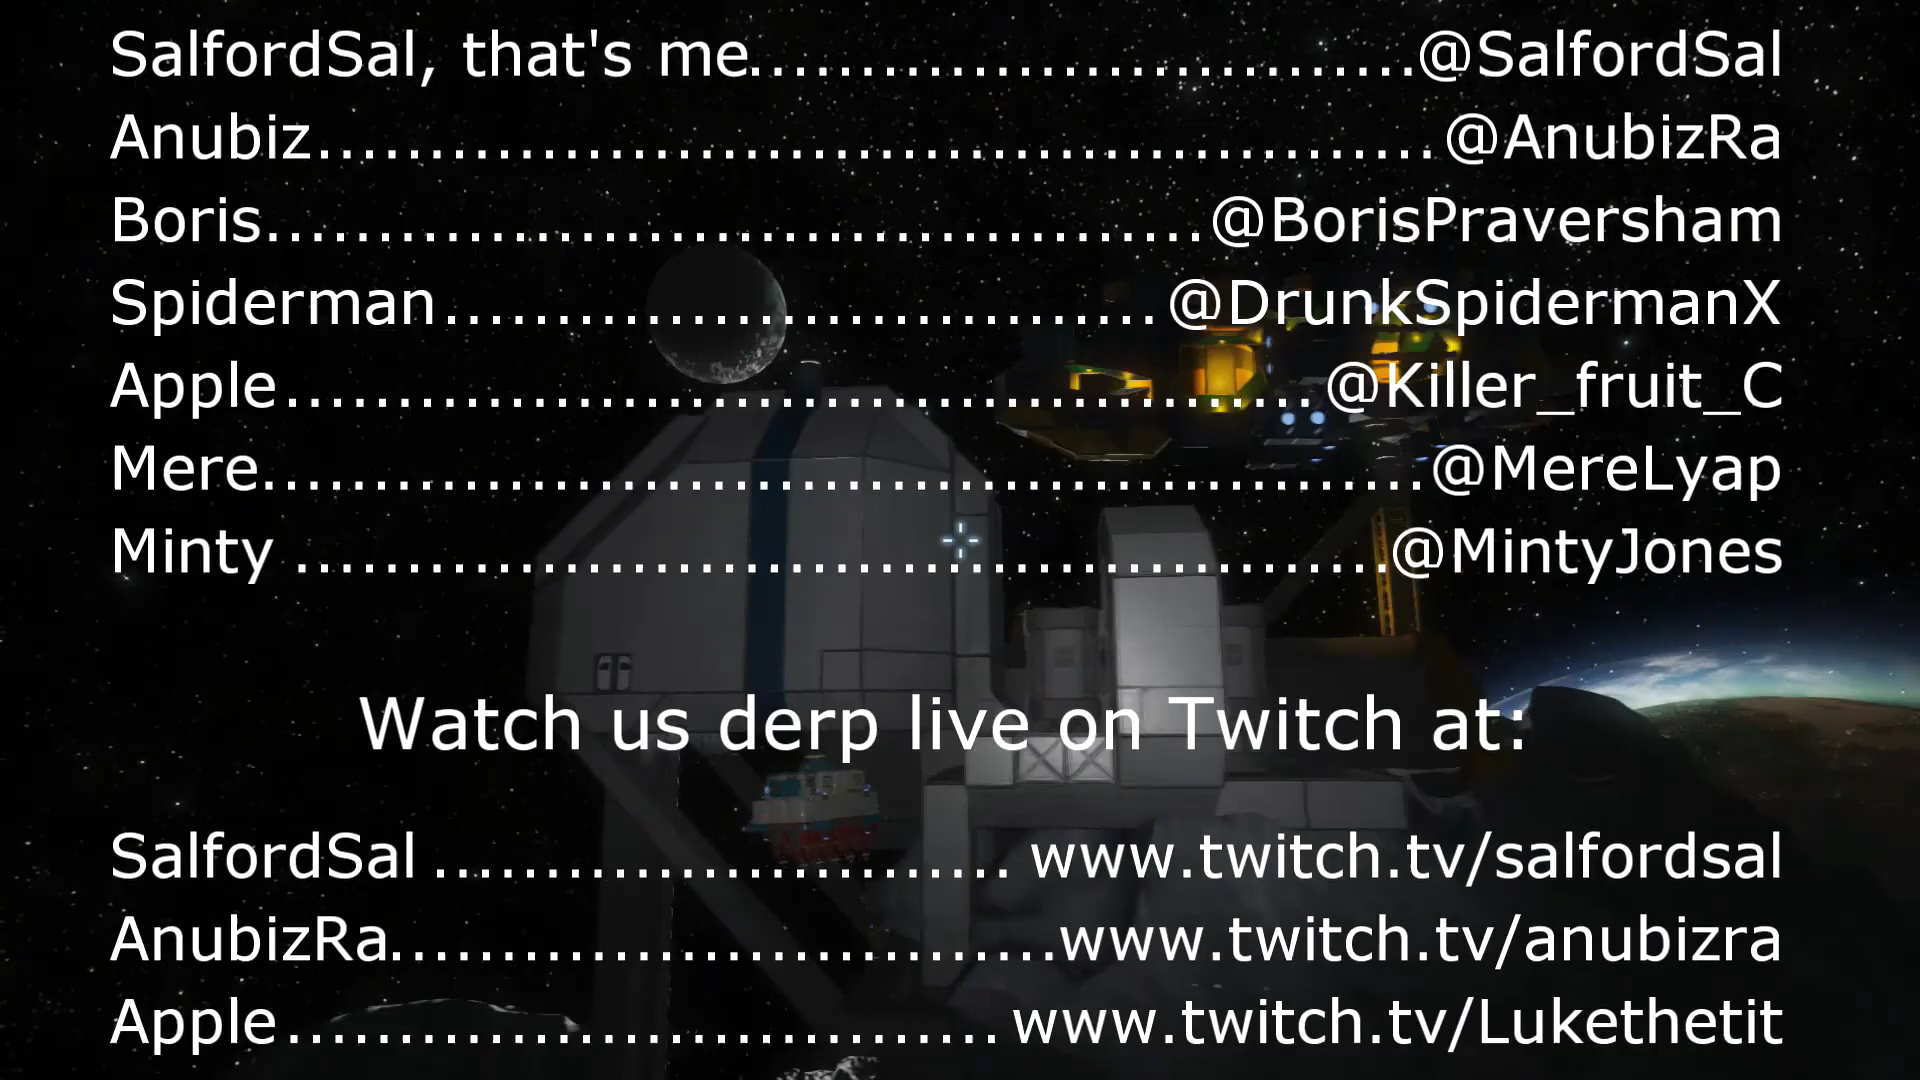 SalfordSal, that's me..............................@SalfordSal
Anubiz..................................................@AnubizRa
Boris..........................................@BorisPraversham
Spiderman................................@DrunkSpidermanX
Apple..............................................@Killer_fruit_C
Mere....................................................@MereLyap
Minty .................................................@MintyJones
Watch us derp live on Twitch at:
SalfordSal .......................... www.twitch.tv/salfordsal
AnubizRa..............................www.twitch.tv/anubizra
Apple................................ www.twitch.tv/Lukethetit